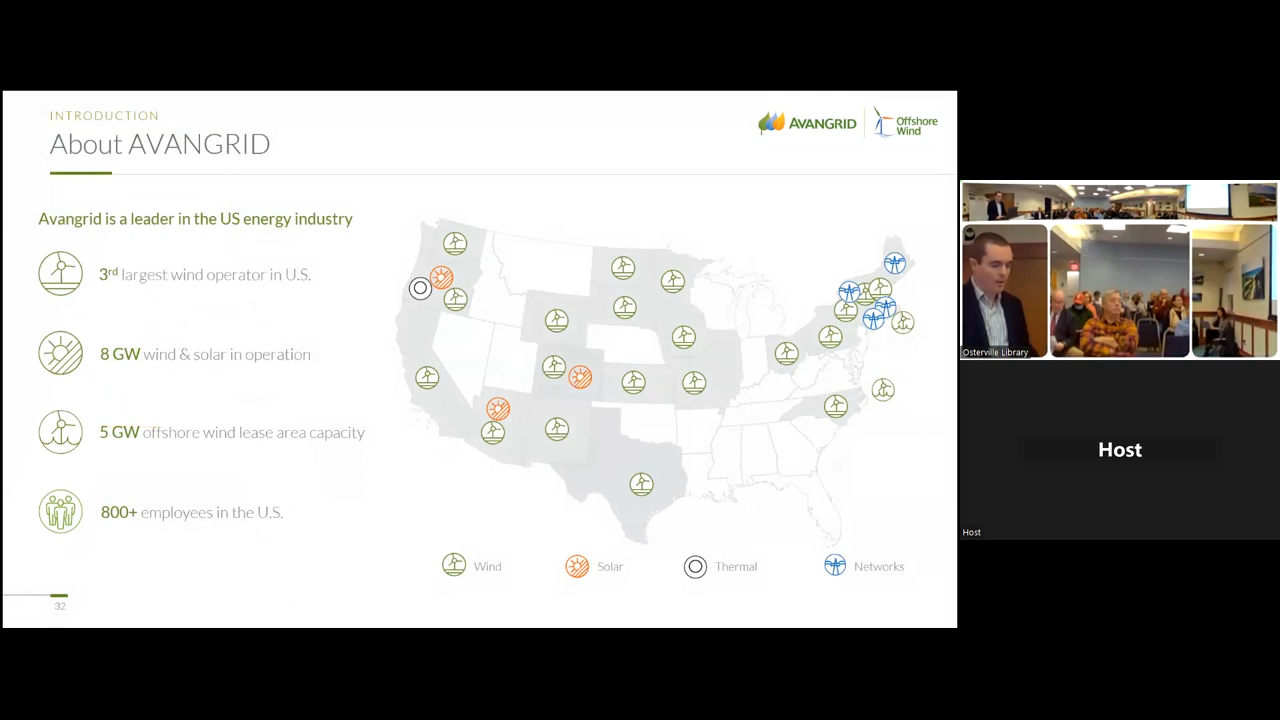 INTRODUCTION
About AVANGRID
AVANGRID
Offshore
Wind
Avangrid is a leader in the US energy industry
3rd largest wind operator in U.S.
8 GW wind & solar in operation
5 GW offshore wind lease area capacity
800+ employees in the U.S.
Wind
Solar
Thermal
Networks
32
Osterville Library
Host
Host